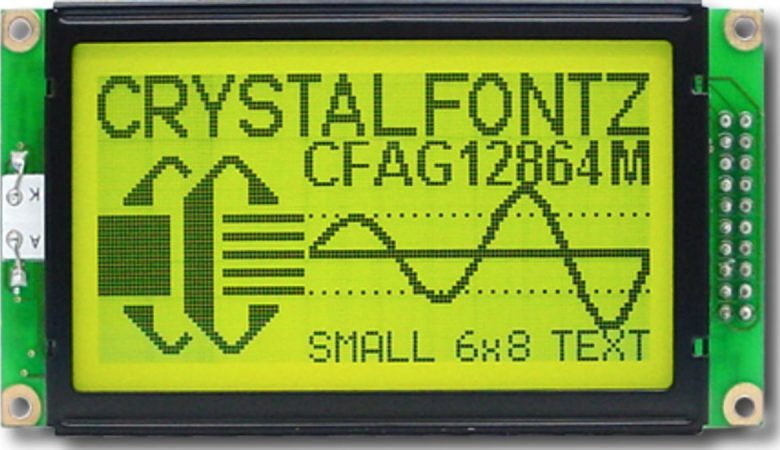 CRYSTALFONTZ
CFAG12864M
K
A
SMALL 6x8 TEXT